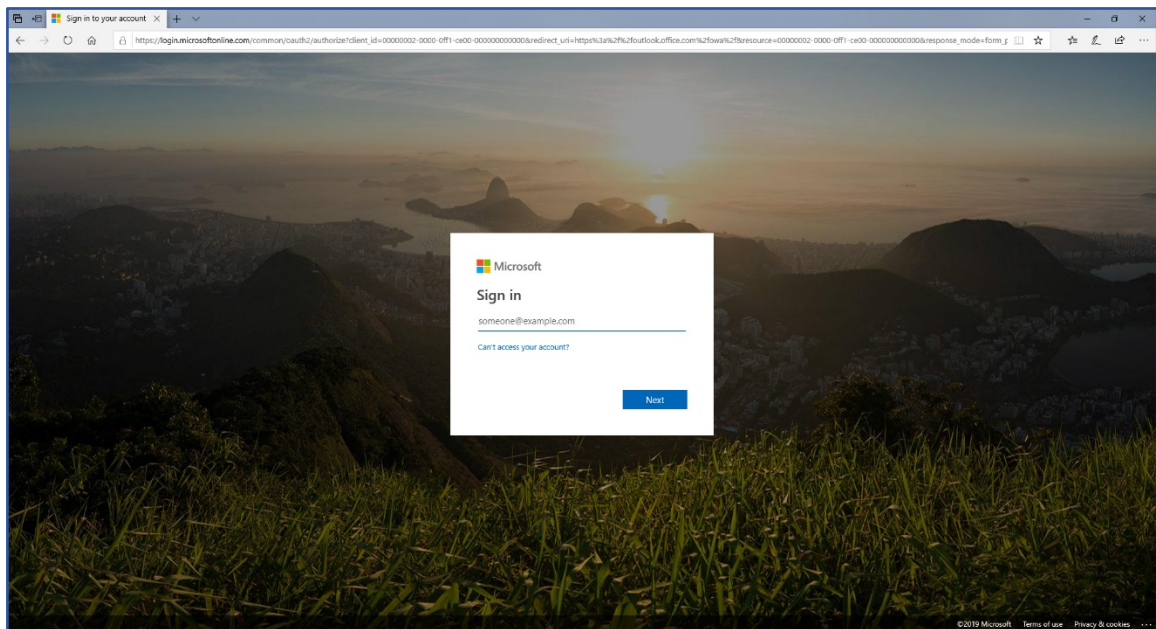 Sign in to your account
https://login.microsoftonline.com/common/oauth2/authorize?client_id=00000002-0000-0ff1-ce00-000000000000&redirect_uri=https%3a%2f%2foutlook.office.com%2fowa%2f&resource=00000002-0000-0ff1-ce00-000000000000&response_mode=form_p
Microsoft
Sign in
someone@example.com
Can't access your account?
Next
©2019 Microsoft Terms of use Privacy & cookies ...